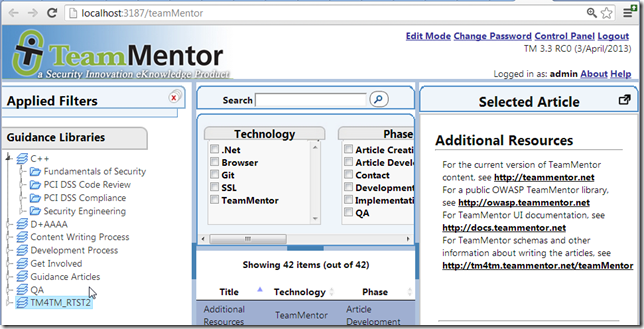 localhost:3187/teamMentor
TeamMentor
a Security Innovation eKnowledge Product
Edit Mode Change Password Control Panel Logout
TM 3.3 RC0 (3/April/2013)
Logged in as: admin About Help
Applied Filters
Guidance Libraries
C++
Fundamentals of Security
PCI DSS Code Review
PCI DSS Compliance
Security Engineering
D+AAAA
Content Writing Process
Development Process
Get Involved
Guidance Articles
QA
TM4TM_RTST2
Search
Technology
.Net
Browser
Git
SSL
TeamMentor
Phase
Article Creati
Article Develo
Contact
Development
Implementatio
QA
Showing 42 items (out of 42)
Title Technology Phase
Additional TeamMentor Article
Resources Development
Selected Article
Additional Resources
For the current version of TeamMentor
content, see http://teammentor.net
For a public OWASP TeamMentor library,
see http://owasp.teammentor.net
For TeamMentor UI documentation, see
http://docs.teammentor.net
For TeamMentor schemas and other
information about writing the articles, see
http://tm4tm.teammentor.net/teamMentor